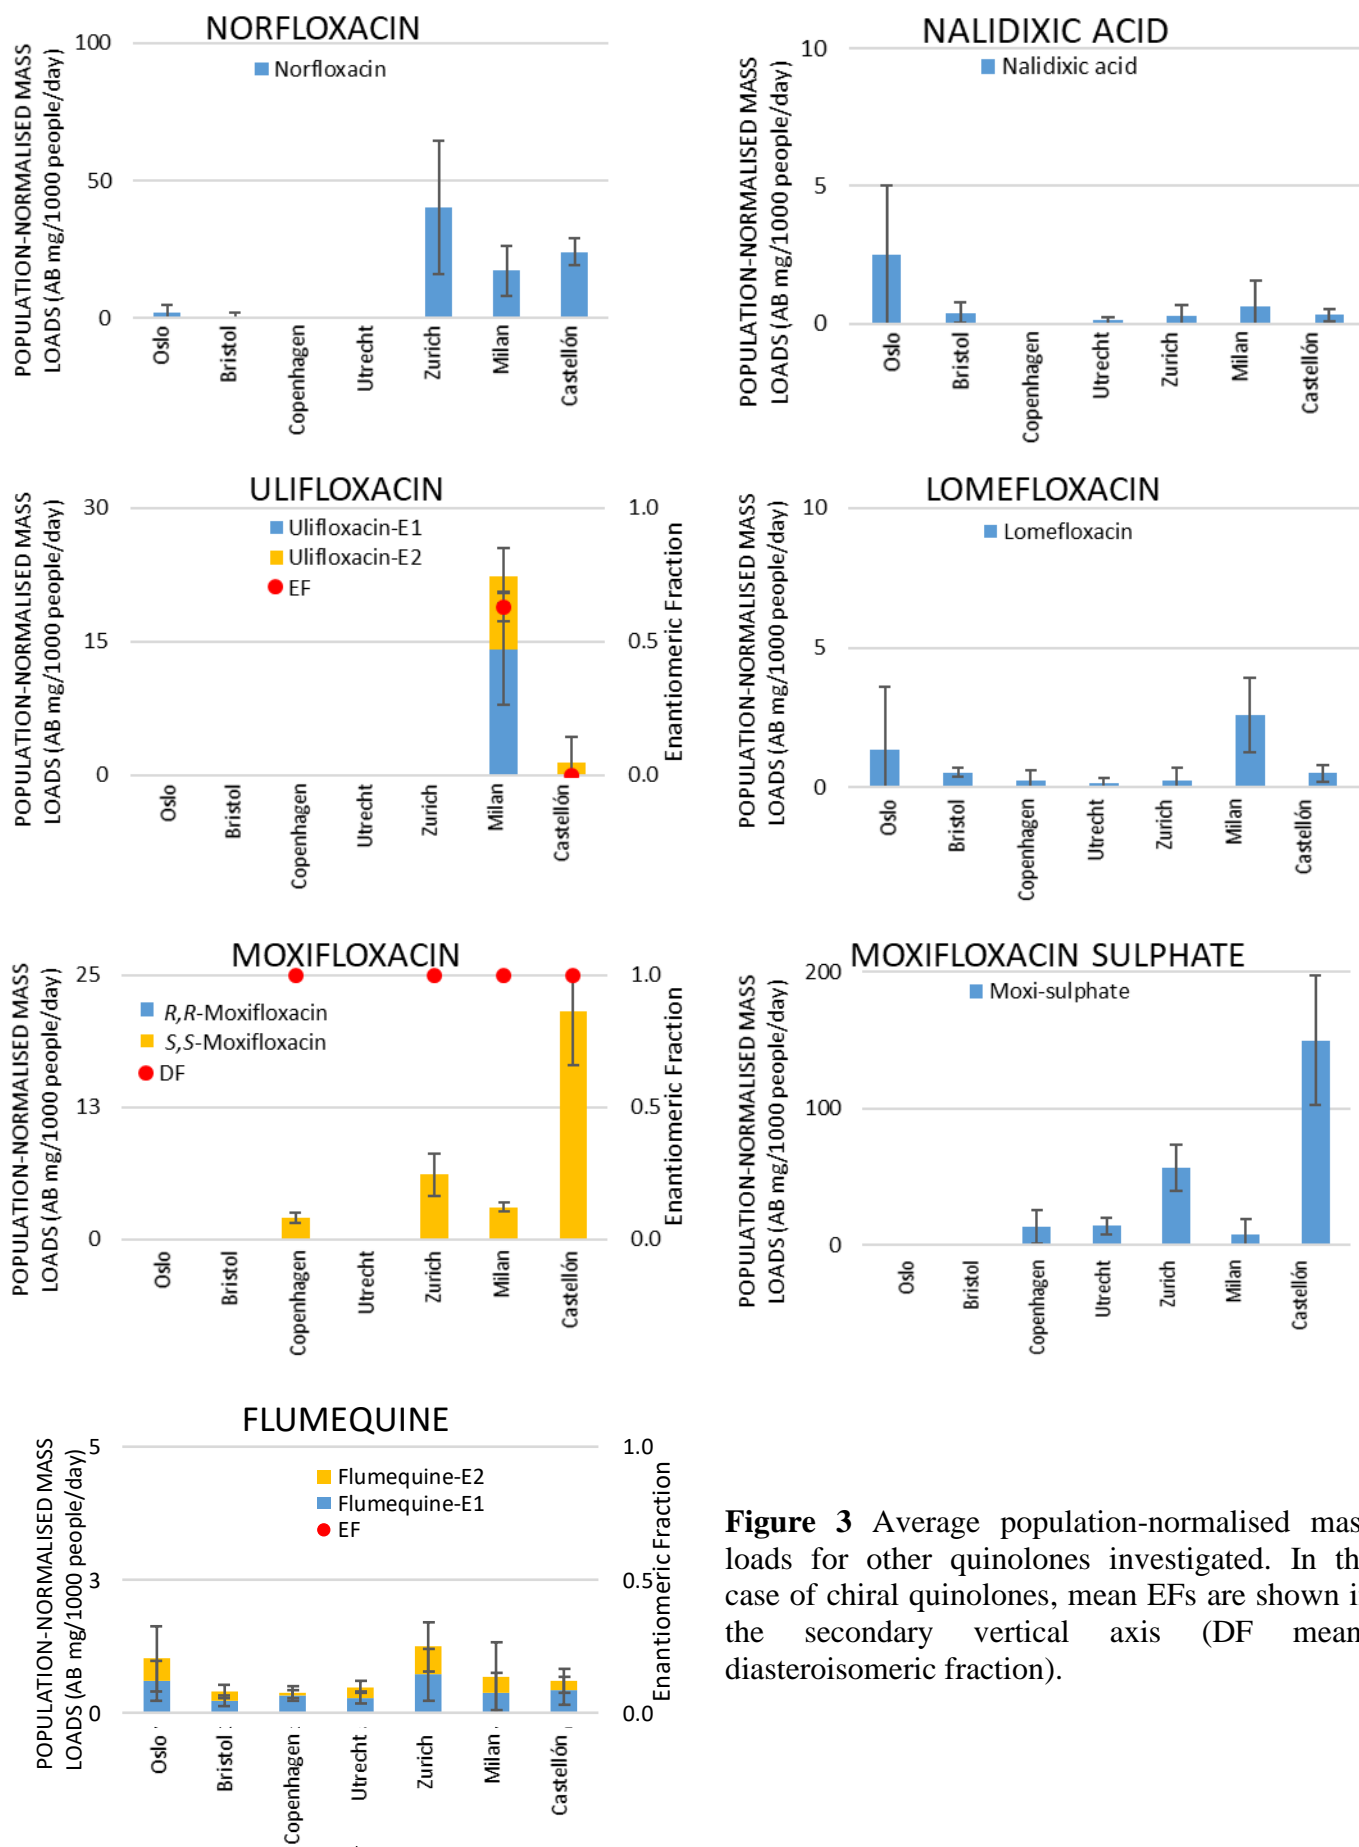 NORFLOXACIN
POPULATION-NORMALISED MASS
LOADS (AB mg/1000 people/day)
100
50
0
Norfloxacin
Oslo
Bristol
Copenhagen
Utrecht
Zurich
Milan
Castellón
NALIDIXIC ACID
POPULATION-NORMALISED MASS
LOADS (AB mg/1000 people/day)
10
5
0
Nalidixic acid
Oslo
Bristol
Copenhagen
Utrecht
Zurich
Milan
Castellón
ULIFLOXACIN
POPULATION-NORMALISED MASS
LOADS (AB mg/1000 people/day)
30
15
0
Ulifloxacin-E1
Ulifloxacin-E2
EF
1.0
0.5
0.0
Enantiomeric Fraction
Oslo
Bristol
Copenhagen
Utrecht
Zurich
Milan
Castellón
LOMEFLOXACIN
POPULATION-NORMALISED MASS
LOADS (AB mg/1000 people/day)
10
5
0
Lomefloxacin
Oslo
Bristol
Copenhagen
Utrecht
Zurich
Milan
Castellón
MOXIFLOXACIN
POPULATION-NORMALISED MASS
LOADS (AB mg/1000 people/day)
25
13
0
R,R-Moxifloxacin
S,S-Moxifloxacin
DF
1.0
0.5
0.0
Enantiomeric Fraction
Oslo
Bristol
Copenhagen
Utrecht
Zurich
Milan
Castellón
MOXIFLOXACIN SULPHATE
POPULATION-NORMALISED MASS
LOADS (AB mg/1000 people/day)
200
100
0
Moxi-sulphate
Oslo
Bristol
Copenhagen
Utrecht
Zurich
Milan
Castellón
FLUMEQUINE
POPULATION-NORMALISED MASS
LOADS (AB mg/1000 people/day)
5
3
0
Flumequine-E2
Flumequine-E1
EF
1.0
0.5
0.0
Enantiomeric Fraction
Oslo
Bristol
Copenhagen
Utrecht
Zurich
Milan
Castellón
Figure 3 Average population-normalised mas
loads for other quinolones investigated. In th
case of chiral quinolones, mean EFs are shown i
the secondary vertical axis (DF mean
diasteroisomeric fraction).